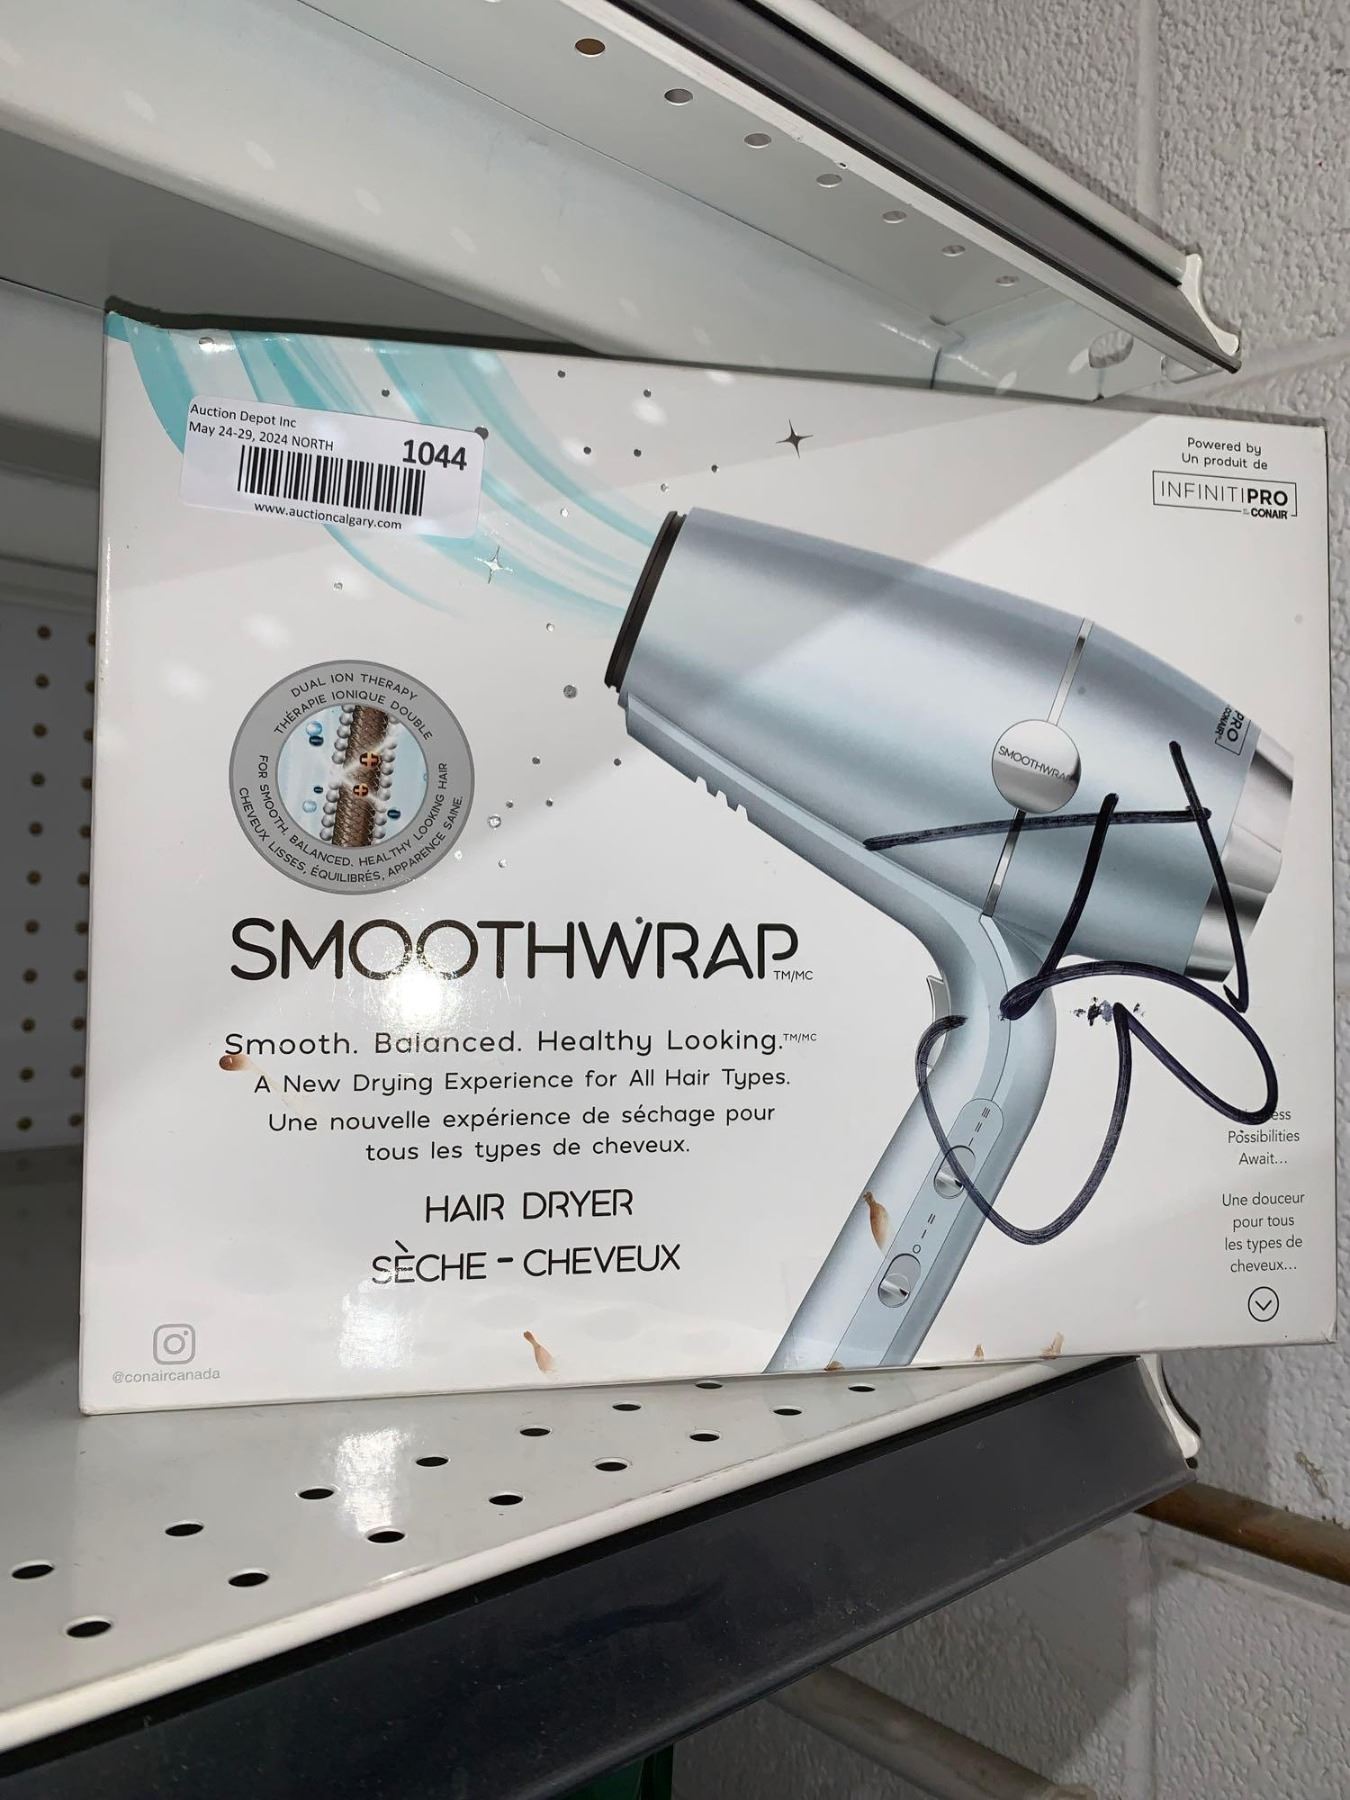 Auction Depot Inc
May 24-29, 2024 NORTH
1044
www.auctioncalgary.com
Powered by
Un produit de
INFINITIPRO
CONAIR
DUAL ION THERAPY
THÉRAPIE IONIQUE DOUBLE
FOR SMOOTH, BALANCED, HEALTHY LOOKING HAIR
CHEVEUX LISSES, ÉQUILIBRÉS, APPARENCE SAINE.
PRO
CONAIR
SMOOTHWRAP
SMOOTHWRAP TM/MC
Smooth. Balanced. Healthy Looking.TM/MC
A New Drying Experience for All Hair Types.
Une nouvelle expérience de séchage pour
tous les types de cheveux.
HAIR DRYER
SÈCHE - CHEVEUX
Possibilities
Await...
Une douceur
pour tous
les types de
cheveux...
@conaircanada